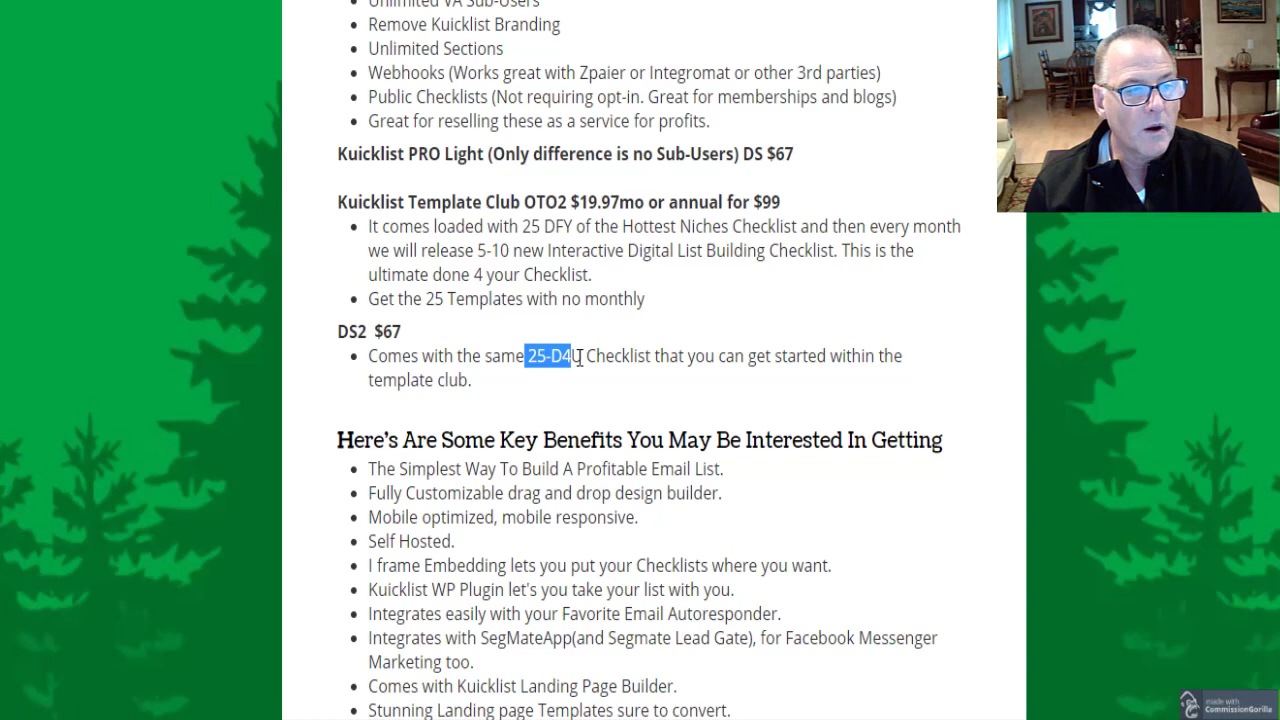 Unlimited VA Sub-Users
Remove Kuicklist Branding
Unlimited Sections
Webhooks (Works great with Zpaier or Integromat or other 3rd parties)
Public Checklists (Not requiring opt-in. Great for memberships and blogs)
Great for reselling these as a service for profits.
Kuicklist PRO Light (Only difference is no Sub-Users) DS $67
Kuicklist Template Club OTO2 $19.97mo or annual for $99
It comes loaded with 25 DFY of the Hottest Niches Checklist and then every month
we will release 5-10 new Interactive Digital List Building Checklist. This is the
ultimate done 4 your Checklist.
Get the 25 Templates with no monthly
DS2 $67
Comes with the same 25-D4U Checklist that you can get started within the
template club.
Here's Are Some Key Benefits You May Be Interested In Getting
The Simplest Way To Build A Profitable Email List.
Fully Customizable drag and drop design builder.
Mobile optimized, mobile responsive.
Self Hosted.
I frame Embedding lets you put your Checklists where you want.
Kuicklist WP Plugin let's you take your list with you.
Integrates easily with your Favorite Email Autoresponder.
Integrates with SegMateApp(and Segmate Lead Gate), for Facebook Messenger
Marketing too.
Comes with Kuicklist Landing Page Builder.
Stunning Landing page Templates sure to convert.
made with
CommissionGorilla